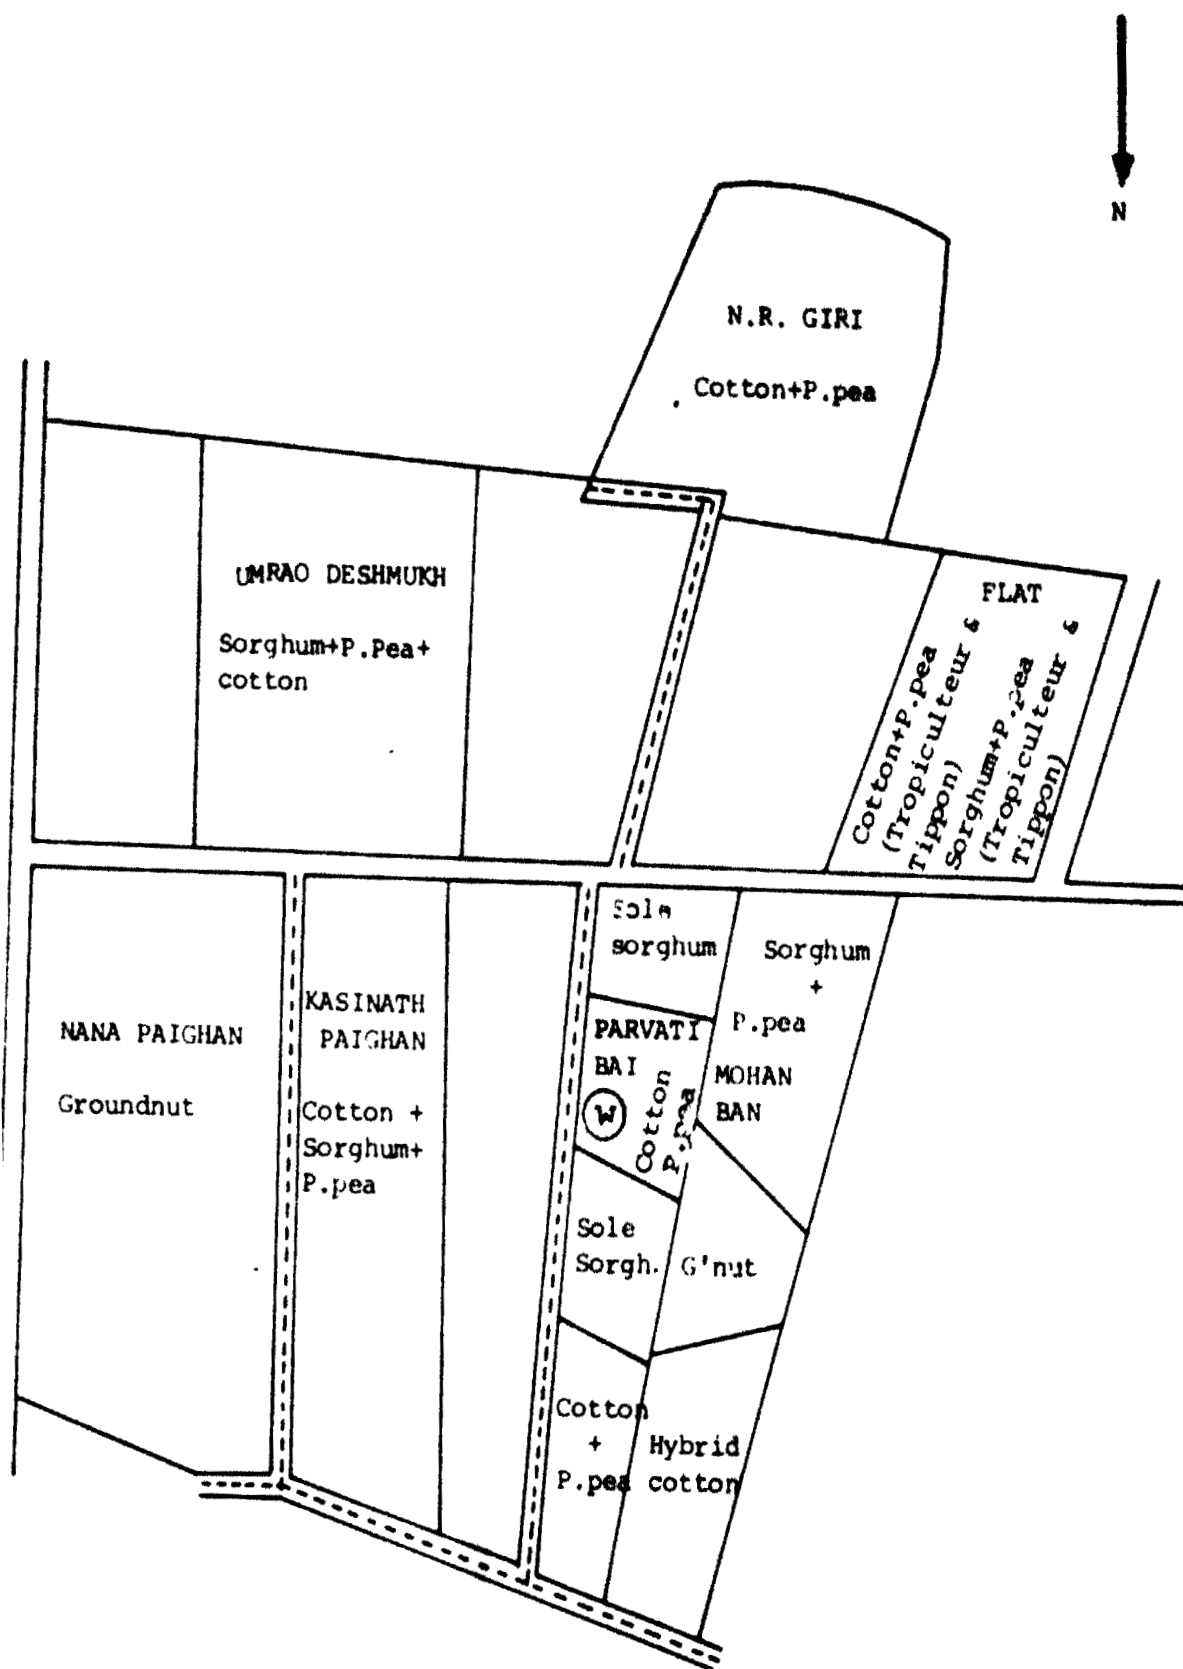 N
N.R. GIRI
Cotton+P.pea
UMRAO DESHMUKH
Sorghum+P.Pea+
cotton
FLAT
Cotton+P.pea
(Tropiculteur &
Tippon)
Sorghum+P.pea
(Tropiculteur &
Tippon)
NANA PAIGHAN
Groundnut
KASINATH
PAIGHAN
Cotton +
Sorghum+
P.pea
Sole
sorghum
PARVATI
BAI
W
Cotton
P.pea
Sorghum
+
P.pea
MOHAN
BAN
Sole
Sorgh.
G'nut
Cotton
+
P.pea
Hybrid
cotton